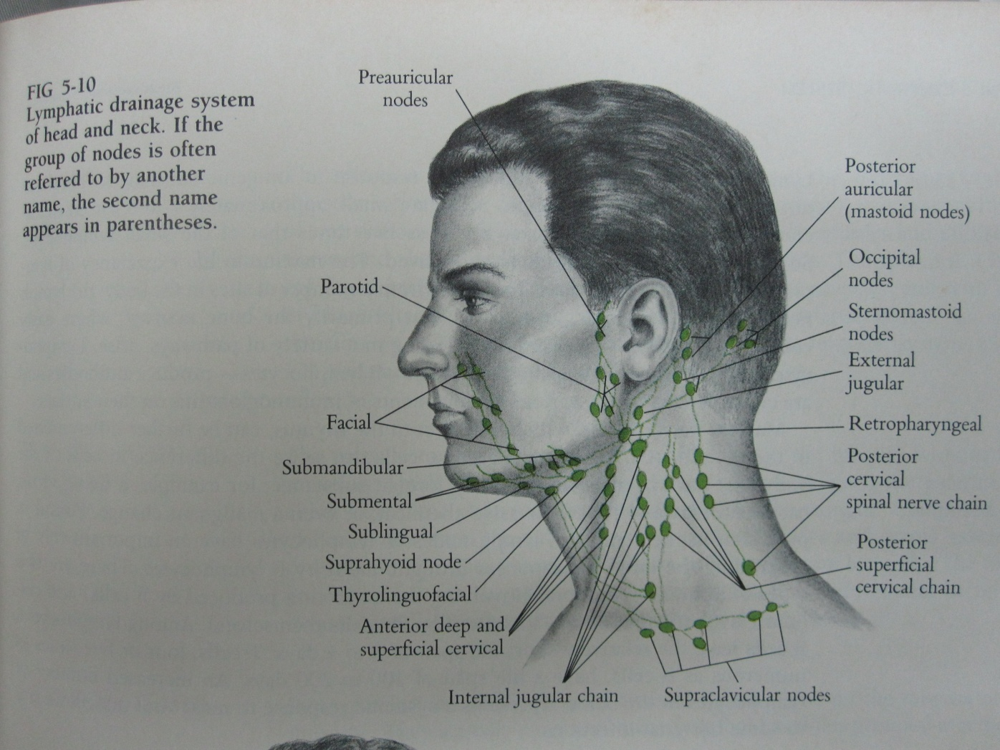 FIG 5-10
Lymphatic drainage system
of head and neck. If the
group of nodes is often
referred to by another
name, the second name
appears in parentheses.
Preauricular
nodes
Parotid
Facial
Submandibular
Submental
Sublingual
Suprahyoid node
Thyrolinguofacial
Anterior deep and
superficial cervical
Internal jugular chain
Supraclavicular nodes
Posterior
auricular
(mastoid nodes)
Occipital
nodes
Sternomastoid
nodes
External
jugular
Retropharyngeal
Posterior
cervical
spinal nerve chain
Posterior
superficial
cervical chain